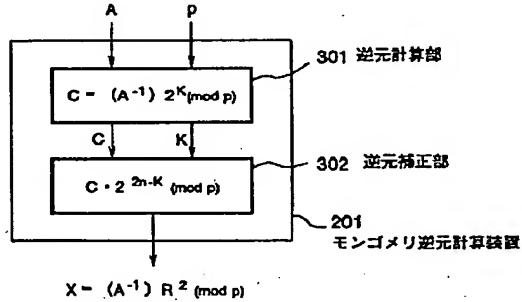 A p
301 逆元計算部
C = (A⁻¹) 2ᴷ (mod p)
C K
302 逆元補正部
C・2²ⁿ⁻ᴷ (mod p)
201
モンゴメリ逆元計算装置
X = (A⁻¹) R² (mod p)